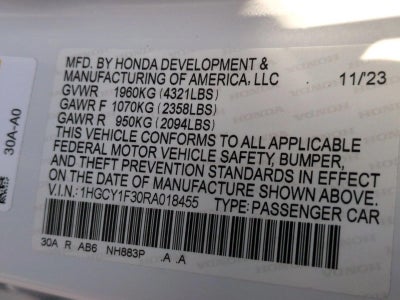 MFD. BY HONDA DEVELOPMENT &
MANUFACTURING OF AMERICA, LLC 11/23
GVWR 1960KG (4321LBS)
GAWR F 1070KG (2358LBS)
GAWR R 950KG (2094LBS)
THIS VEHICLE CONFORMS TO ALL APPLICABLE
FEDERAL MOTOR VEHICLE SAFETY, BUMPER,
AND THEFT PREVENTION STANDARDS IN EFFECT
ON THE DATE OF MANUFACTURE SHOWN ABOVE.
V.I.N.: 1HGCY1F30RA018455 TYPE: PASSENGER CAR
30A R AB6 NH883P .A .A
30A-A0
HONDA